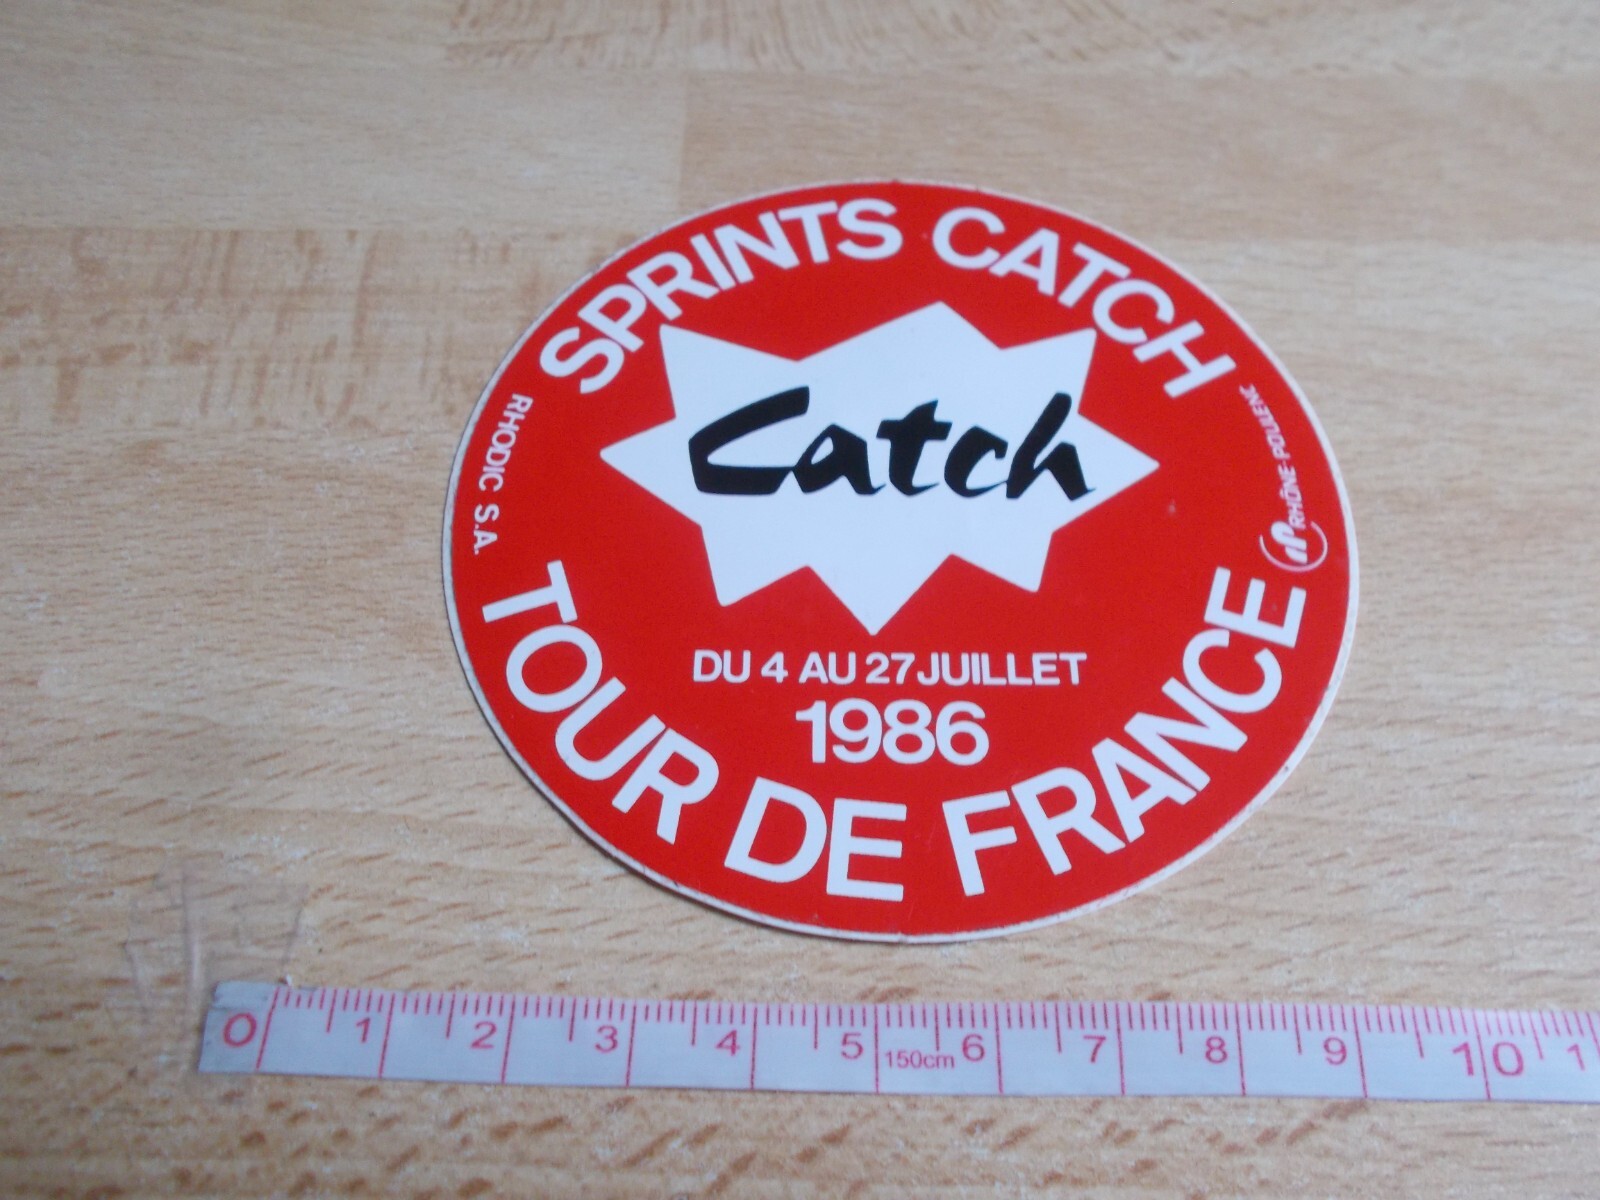 SPRINTS CATCH
RHODIC S.A.
RHÔNE-POULENC
Catch
DU 4 AU 27 JUILLET
1986
TOUR DE FRANCE
0 1 2 3 4 5 150cm 6 7 8 9 10 1